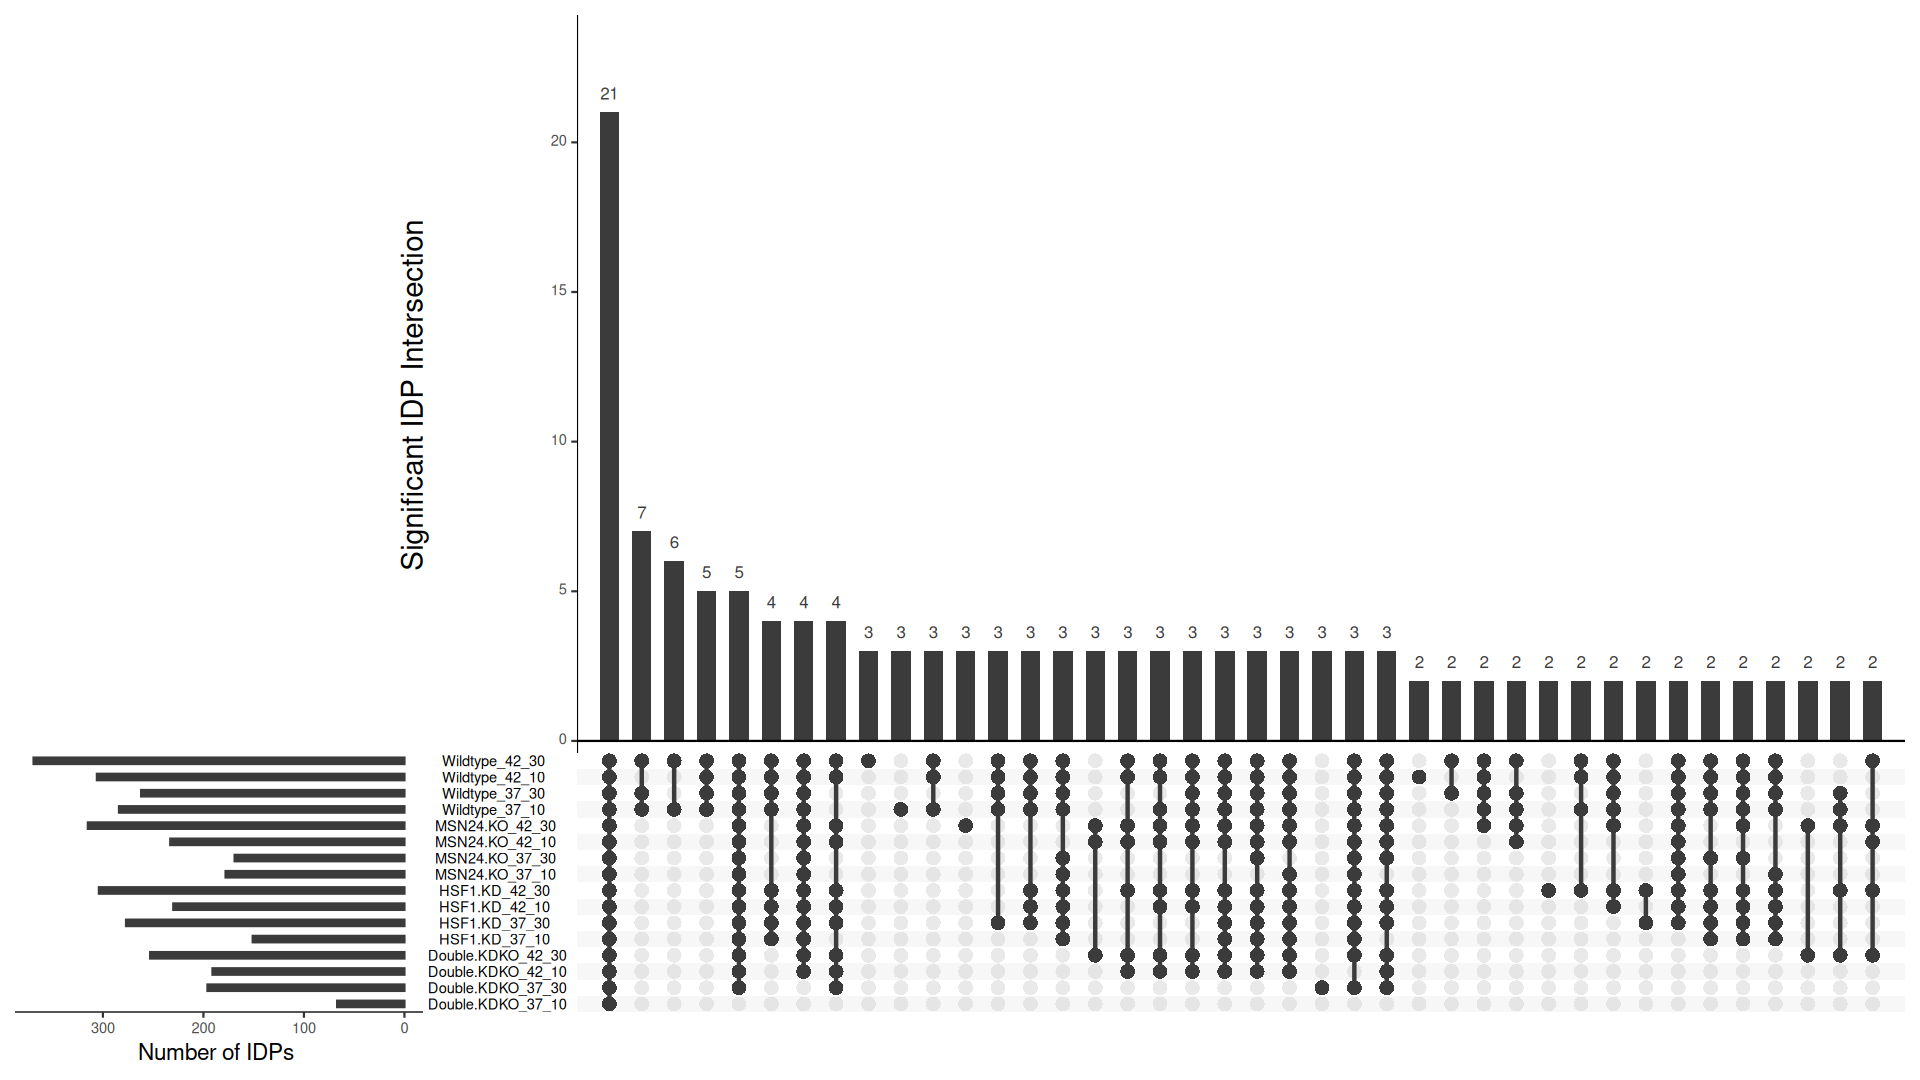 Significant IDP Intersection
20
15
10
5
0
21
7
6
5 5
4 4 4
3 3 3 3 3 3 3 3 3 3 3 3 3 3 3 3 3
2 2 2 2 2 2 2 2 2 2 2 2 2 2 2
Wildtype_42_30
Wildtype_42_10
Wildtype_37_30
Wildtype_37_10
MSN24.KO_42_30
MSN24.KO_42_10
MSN24.KO_37_30
MSN24.KO_37_10
HSF1.KD_42_30
HSF1.KD_42_10
HSF1.KD_37_30
HSF1.KD_37_10
Double.KDKO_42_30
Double.KDKO_42_10
Double.KDKO_37_30
Double.KDKO_37_10
300 200 100 0
Number of IDPs